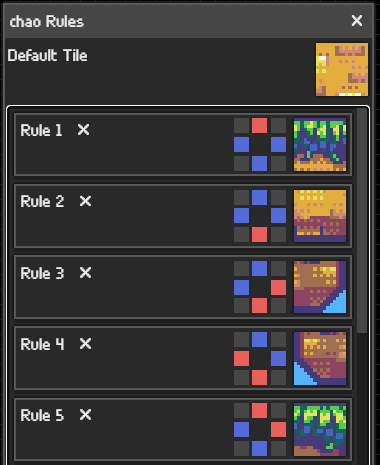 chao Rules ×
Default Tile
Rule 1 ×
Rule 2 ×
Rule 3 ×
Rule 4 ×
Rule 5 ×